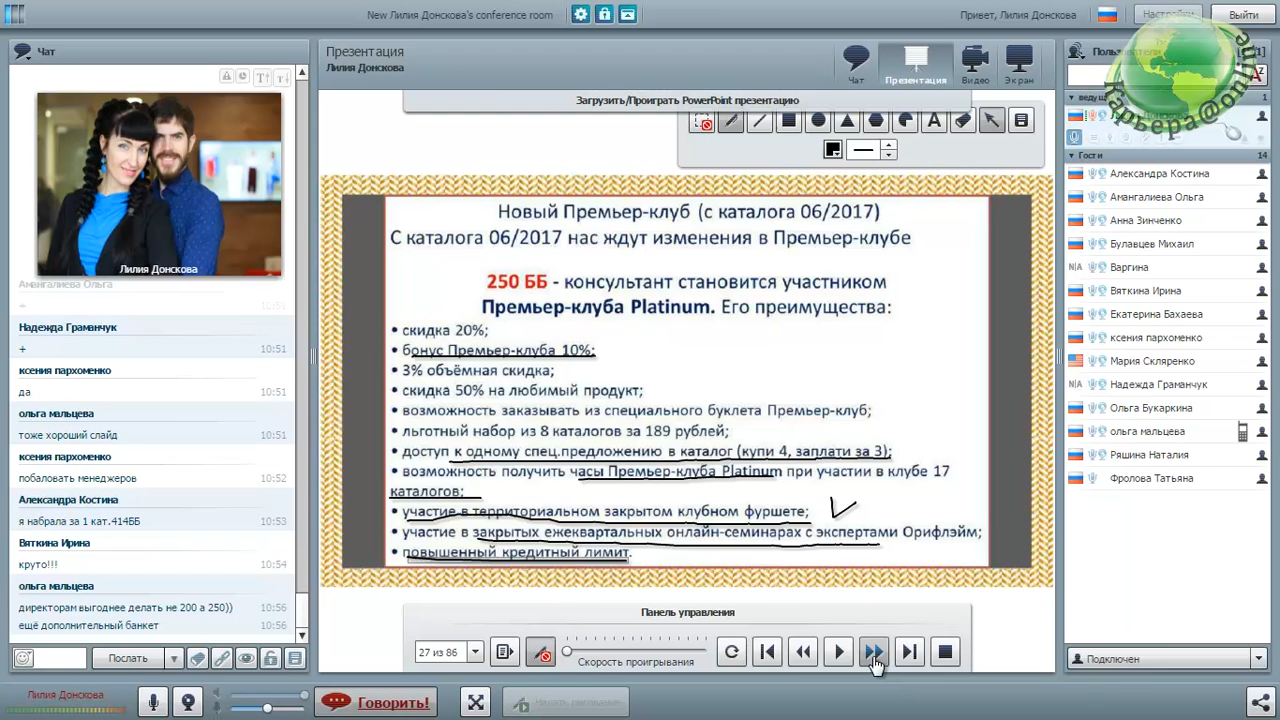 New Лилия Донскова's conference room
Привет, Лилия Донскова
Настройки
Выйти
Чат
Лилия Донскова
Амангалиева Ольга
Надежда Граманчук
+
10:51
ксения пархоменко
да
10:51
ольга мальцева
тоже хороший слайд
10:51
ксения пархоменко
побаловать менеджеров
10:52
Александра Костина
я набрала за 1 кат.414ББ
10:53
Вяткина Ирина
круто!!!
10:54
ольга мальцева
директорам выгоднее делать не 200 а 250))
10:56
ещё дополнительный банкет
10:56
Послать
Презентация
Лилия Донскова
Чат
Презентация
Видео
Экран
Загрузить/Проиграть PowerPoint презентацию
Новый Премьер-клуб (с каталога 06/2017)
С каталога 06/2017 нас ждут изменения в Премьер-клубе
250 ББ - консультант становится участником
Премьер-клуба Platinum. Его преимущества:
• скидка 20%;
• бонус Премьер-клуба 10%;
• 3% объёмная скидка;
• скидка 50% на любимый продукт;
• возможность заказывать из специального буклета Премьер-клуб;
• льготный набор из 8 каталогов за 189 рублей;
• доступ к одному спец.предложению в каталог (купи 4, заплати за 3);
• возможность получить часы Премьер-клуба Platinum при участии в клубе 17
каталогов;
• участие в территориальном закрытом клубном фуршете;
• участие в закрытых ежеквартальных онлайн-семинарах с экспертами Орифлэйм;
• повышенный кредитный лимит.
Панель управления
27 из 86
Скорость проигрывания
карьера@online
Гости
14
Александра Костина
Амангалиева Ольга
Анна Зинченко
Булавцев Михаил
N/A
Варгина
Вяткина Ирина
Екатерина Бахаева
ксения пархоменко
Мария Скляренко
N/A
Надежда Граманчук
Ольга Букаркина
ольга мальцева
Ряшина Наталия
Фролова Татьяна
Подключен
Лилия Донскова
Говорить!